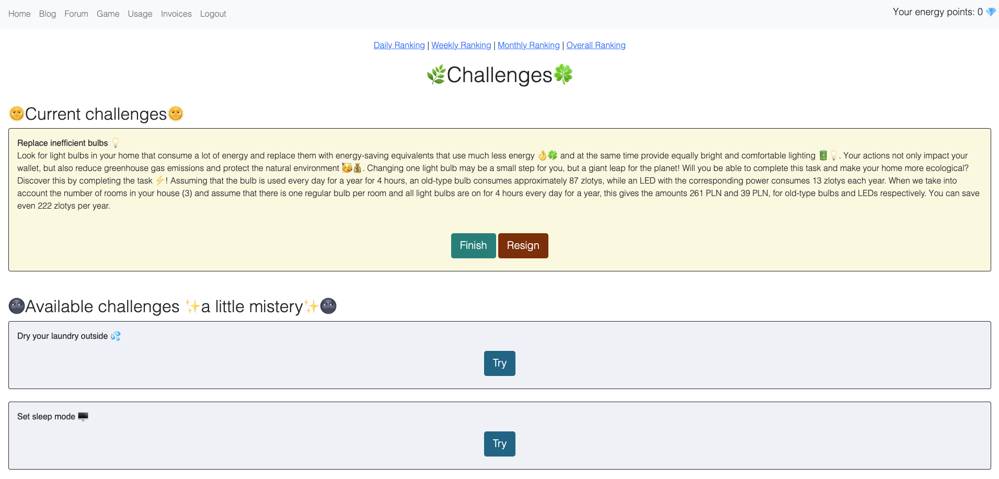 Home Blog Forum Game Usage Invoices Logout
Your energy points: 0 💎
Daily Ranking | Weekly Ranking | Monthly Ranking | Overall Ranking
🌿Challenges🍀
🌞Current challenges🌞
Replace inefficient bulbs 💡
Look for light bulbs in your home that consume a lot of energy and replace them with energy-saving equivalents that use much less energy 👌🍀 and at the same time provide equally bright and comfortable lighting 🔋💡. Your actions not only impact your
wallet, but also reduce greenhouse gas emissions and protect the natural environment 🥳💰. Changing one light bulb may be a small step for you, but a giant leap for the planet! Will you be able to complete this task and make your home more ecological?
Discover this by completing the task ⚡! Assuming that the bulb is used every day for a year for 4 hours, an old-type bulb consumes approximately 87 zlotys, while an LED with the corresponding power consumes 13 zlotys each year. When we take into
account the number of rooms in your house (3) and assume that there is one regular bulb per room and all light bulbs are on for 4 hours every day for a year, this gives the amounts 261 PLN and 39 PLN, for old-type bulbs and LEDs respectively. You can save
even 222 zlotys per year.
Finish Resign
🌚Available challenges ✨a little mistery✨🌚
Dry your laundry outside 💦
Try
Set sleep mode 🖥️
Try